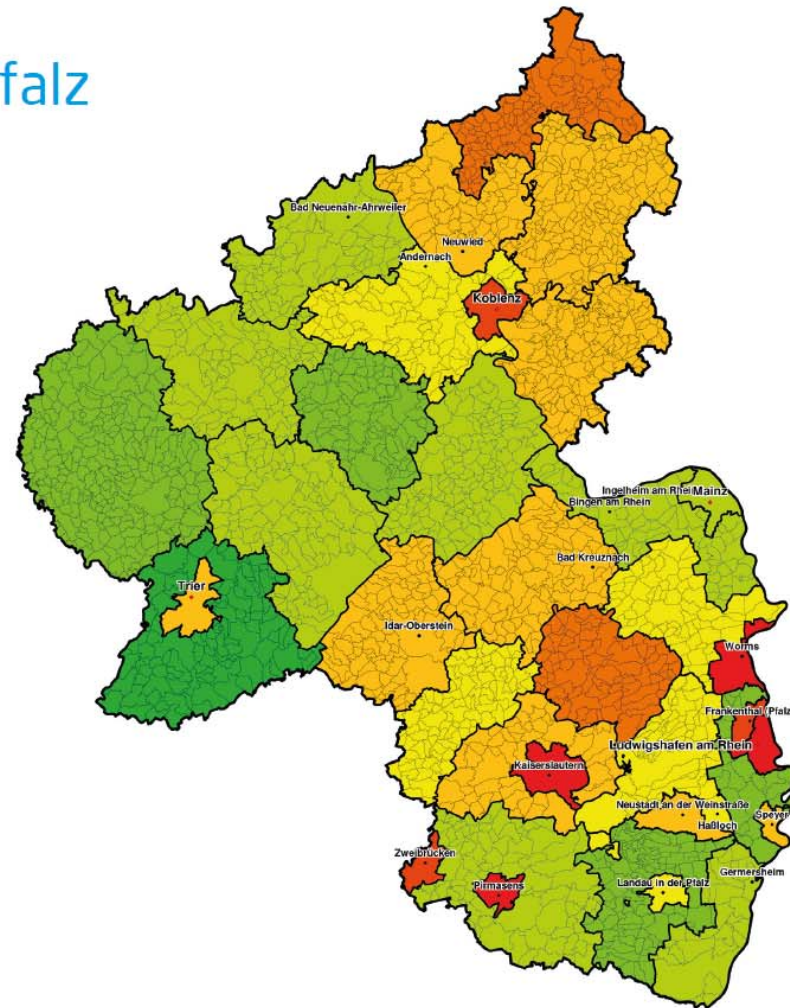 falz
Bad Neuenahr-Ahrweiler
Neuwied
Andernach
Koblenz
Ingelheim am Rhei
Mainz
Bingen am Rhein
Bad Kreuznach
Trier
Idar-Oberstein
Worms
Frankenthal (Pfalz
Ludwigshafen am Rhein
Kaiserslautern
Neustadt an der Weinstraße
Haßloch
Speyer
Zweibrücken
Pirmasens
Landau in der Pfalz
Germersheim